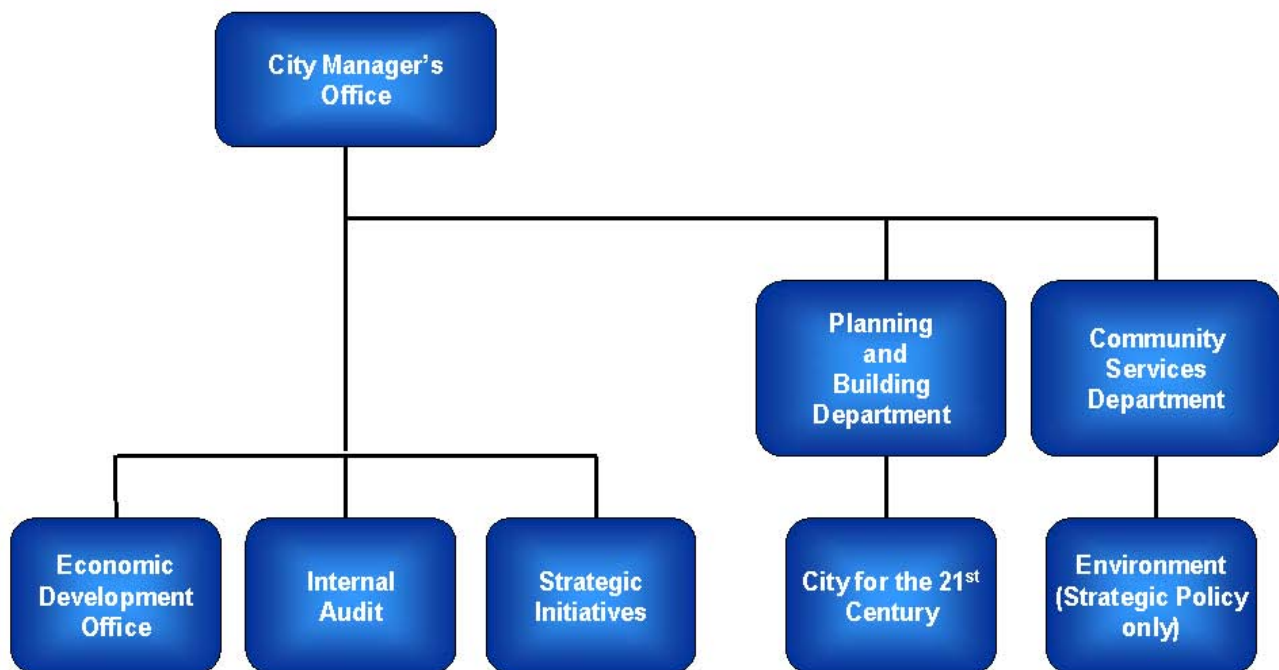 City Manager's
Office
Planning
and
Building
Department
Community
Services
Department
Economic
Development
Office
Internal
Audit
Strategic
Initiatives
City for the 21st
Century
Environment
(Strategic Policy
only)